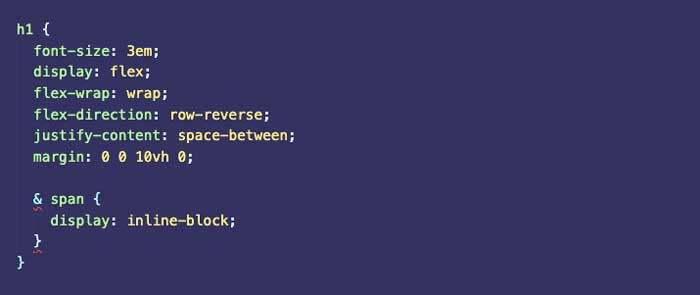 h1 {
font-size: 3em;
display: flex;
flex-wrap: wrap;
flex-direction: row-reverse;
justify-content: space-between;
margin: 0 0 10vh 0;
& span {
display: inline-block;
}
}